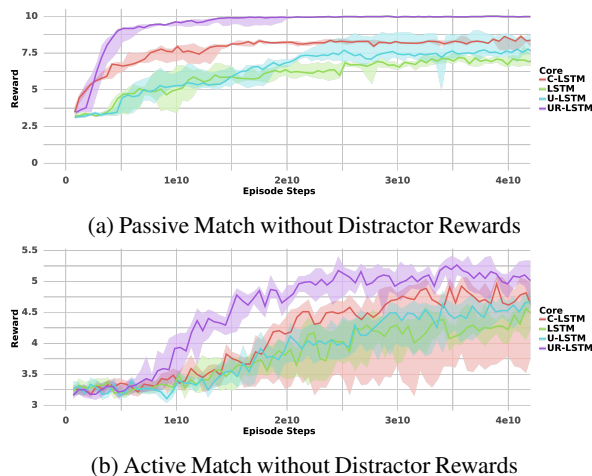 10
7.5
5
2.5
0
Reward
0 1e10 2e10 3e10 4e10
Episode Steps
Core
C-LSTM
LSTM
U-LSTM
UR-LSTM
(a) Passive Match without Distractor Rewards
5.5
5
4.5
4
3.5
3
Reward
0 1e10 2e10 3e10 4e10
Episode Steps
Core
C-LSTM
LSTM
U-LSTM
UR-LSTM
(b) Active Match without Distractor Rewards